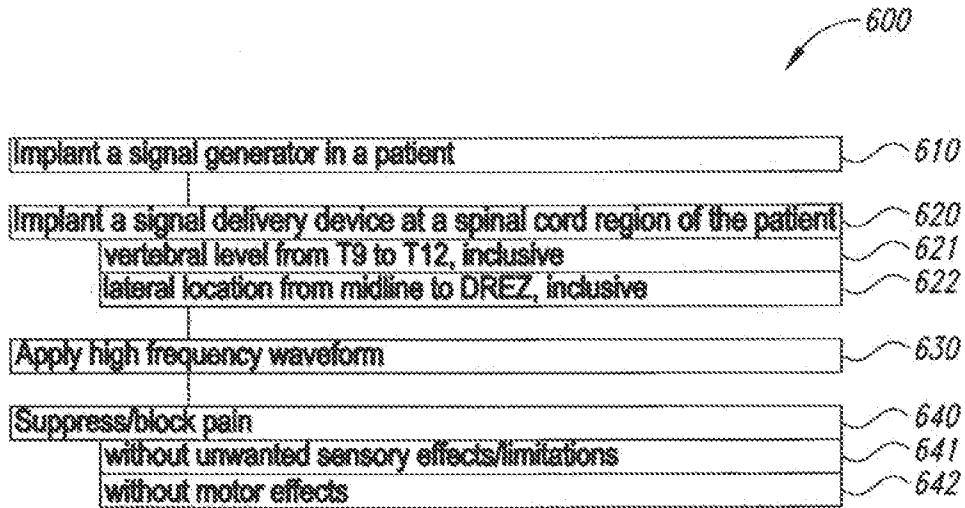 600
Implant a signal generator in a patient 610
Implant a signal delivery device at a spinal cord region of the patient 620
vertebral level from T9 to T12, inclusive 621
lateral location from midline to DREZ, inclusive 622
Apply high frequency waveform 630
Suppress/block pain 640
without unwanted sensory effects/limitations 641
without motor effects 642